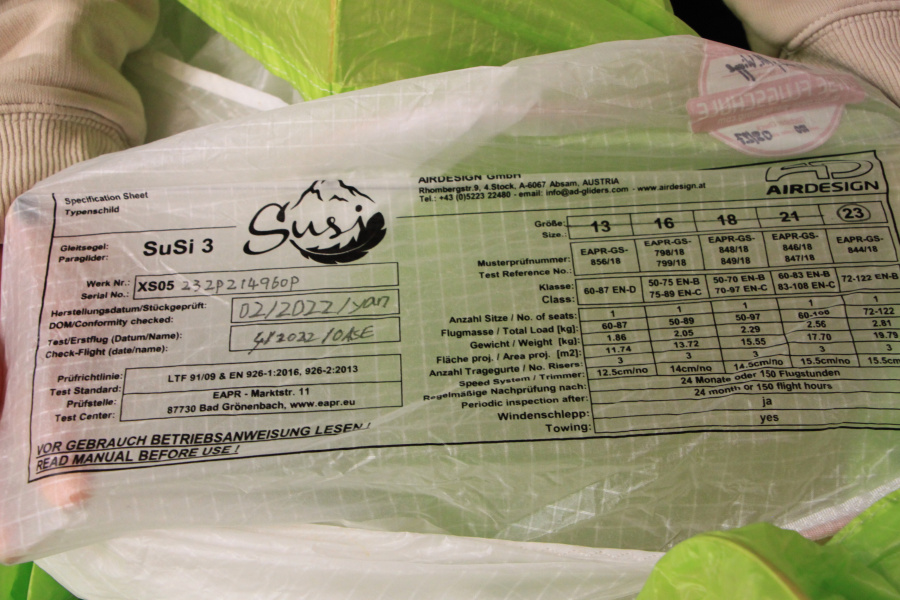 Specification Sheet
Typenschild
Gleitsegel:
Paraglider:
SuSi 3
Susi
AIRDESIGN GmbH
Rhombergstr.9, 4.Stock, A-6067 Absam, AUSTRIA
Tel.: +43 (0)5223 22480 - email: info@ad-gliders.com - www.airdesign.at
AIRDESIGN
Werk Nr.:
Serial No.:
XS05 232P214960P
Herstellungsdatum/Stückgeprüft:
DOM/Conformity checked:
02/2022/yan
Test/Erstflug (Datum/Name):
Check-Flight (date/name):
Prüfrichtlinie:
Test Standard:
LTF 91/09 & EN 926-1:2016, 926-2:2013
Prüfstelle:
Test Center:
EAPR - Marktstr. 11
87730 Bad Grönenbach, www.eapr.eu
VOR GEBRAUCH BETRIEBSANWEISUNG LESEN!
READ MANUAL BEFORE USE!
Größe: 13 16 18 21 23
Size:
Musterprüfnummer: EAPR-GS-856/18 EAPR-GS-798/18 799/18 EAPR-GS-848/18 849/18 EAPR-GS-846/18 847/18 EAPR-GS-844/18
Test Reference No.:
Klasse: 60-87 EN-D 50-75 EN-B 50-70 EN-B 60-83 EN-B 72-122 EN-B
Class: 75-89 EN-C 70-97 EN-C 83-108 EN-C
Anzahl Sitze / No. of seats: 1 1 1 1 1
Flugmasse / Total Load [kg]: 60-87 50-89 50-97 60-108 72-122
Gewicht / Weight [kg]: 1.86 2.05 2.29 2.56 2.81
Fläche proj. / Area proj. [m2]: 11.74 13.72 15.55 17.70 19.79
Anzahl Tragegurte / No. Risers: 3 3 3 3 3
Speed System / Trimmer: 12.5cm/no 14cm/no 14.5cm/no 15.5cm/no 15.5cm
Regelmäßige Nachprüfung nach: 24 Monate oder 150 Flugstunden
Periodic inspection after: 24 month or 150 flight hours
Windenschlepp: ja
Towing: yes